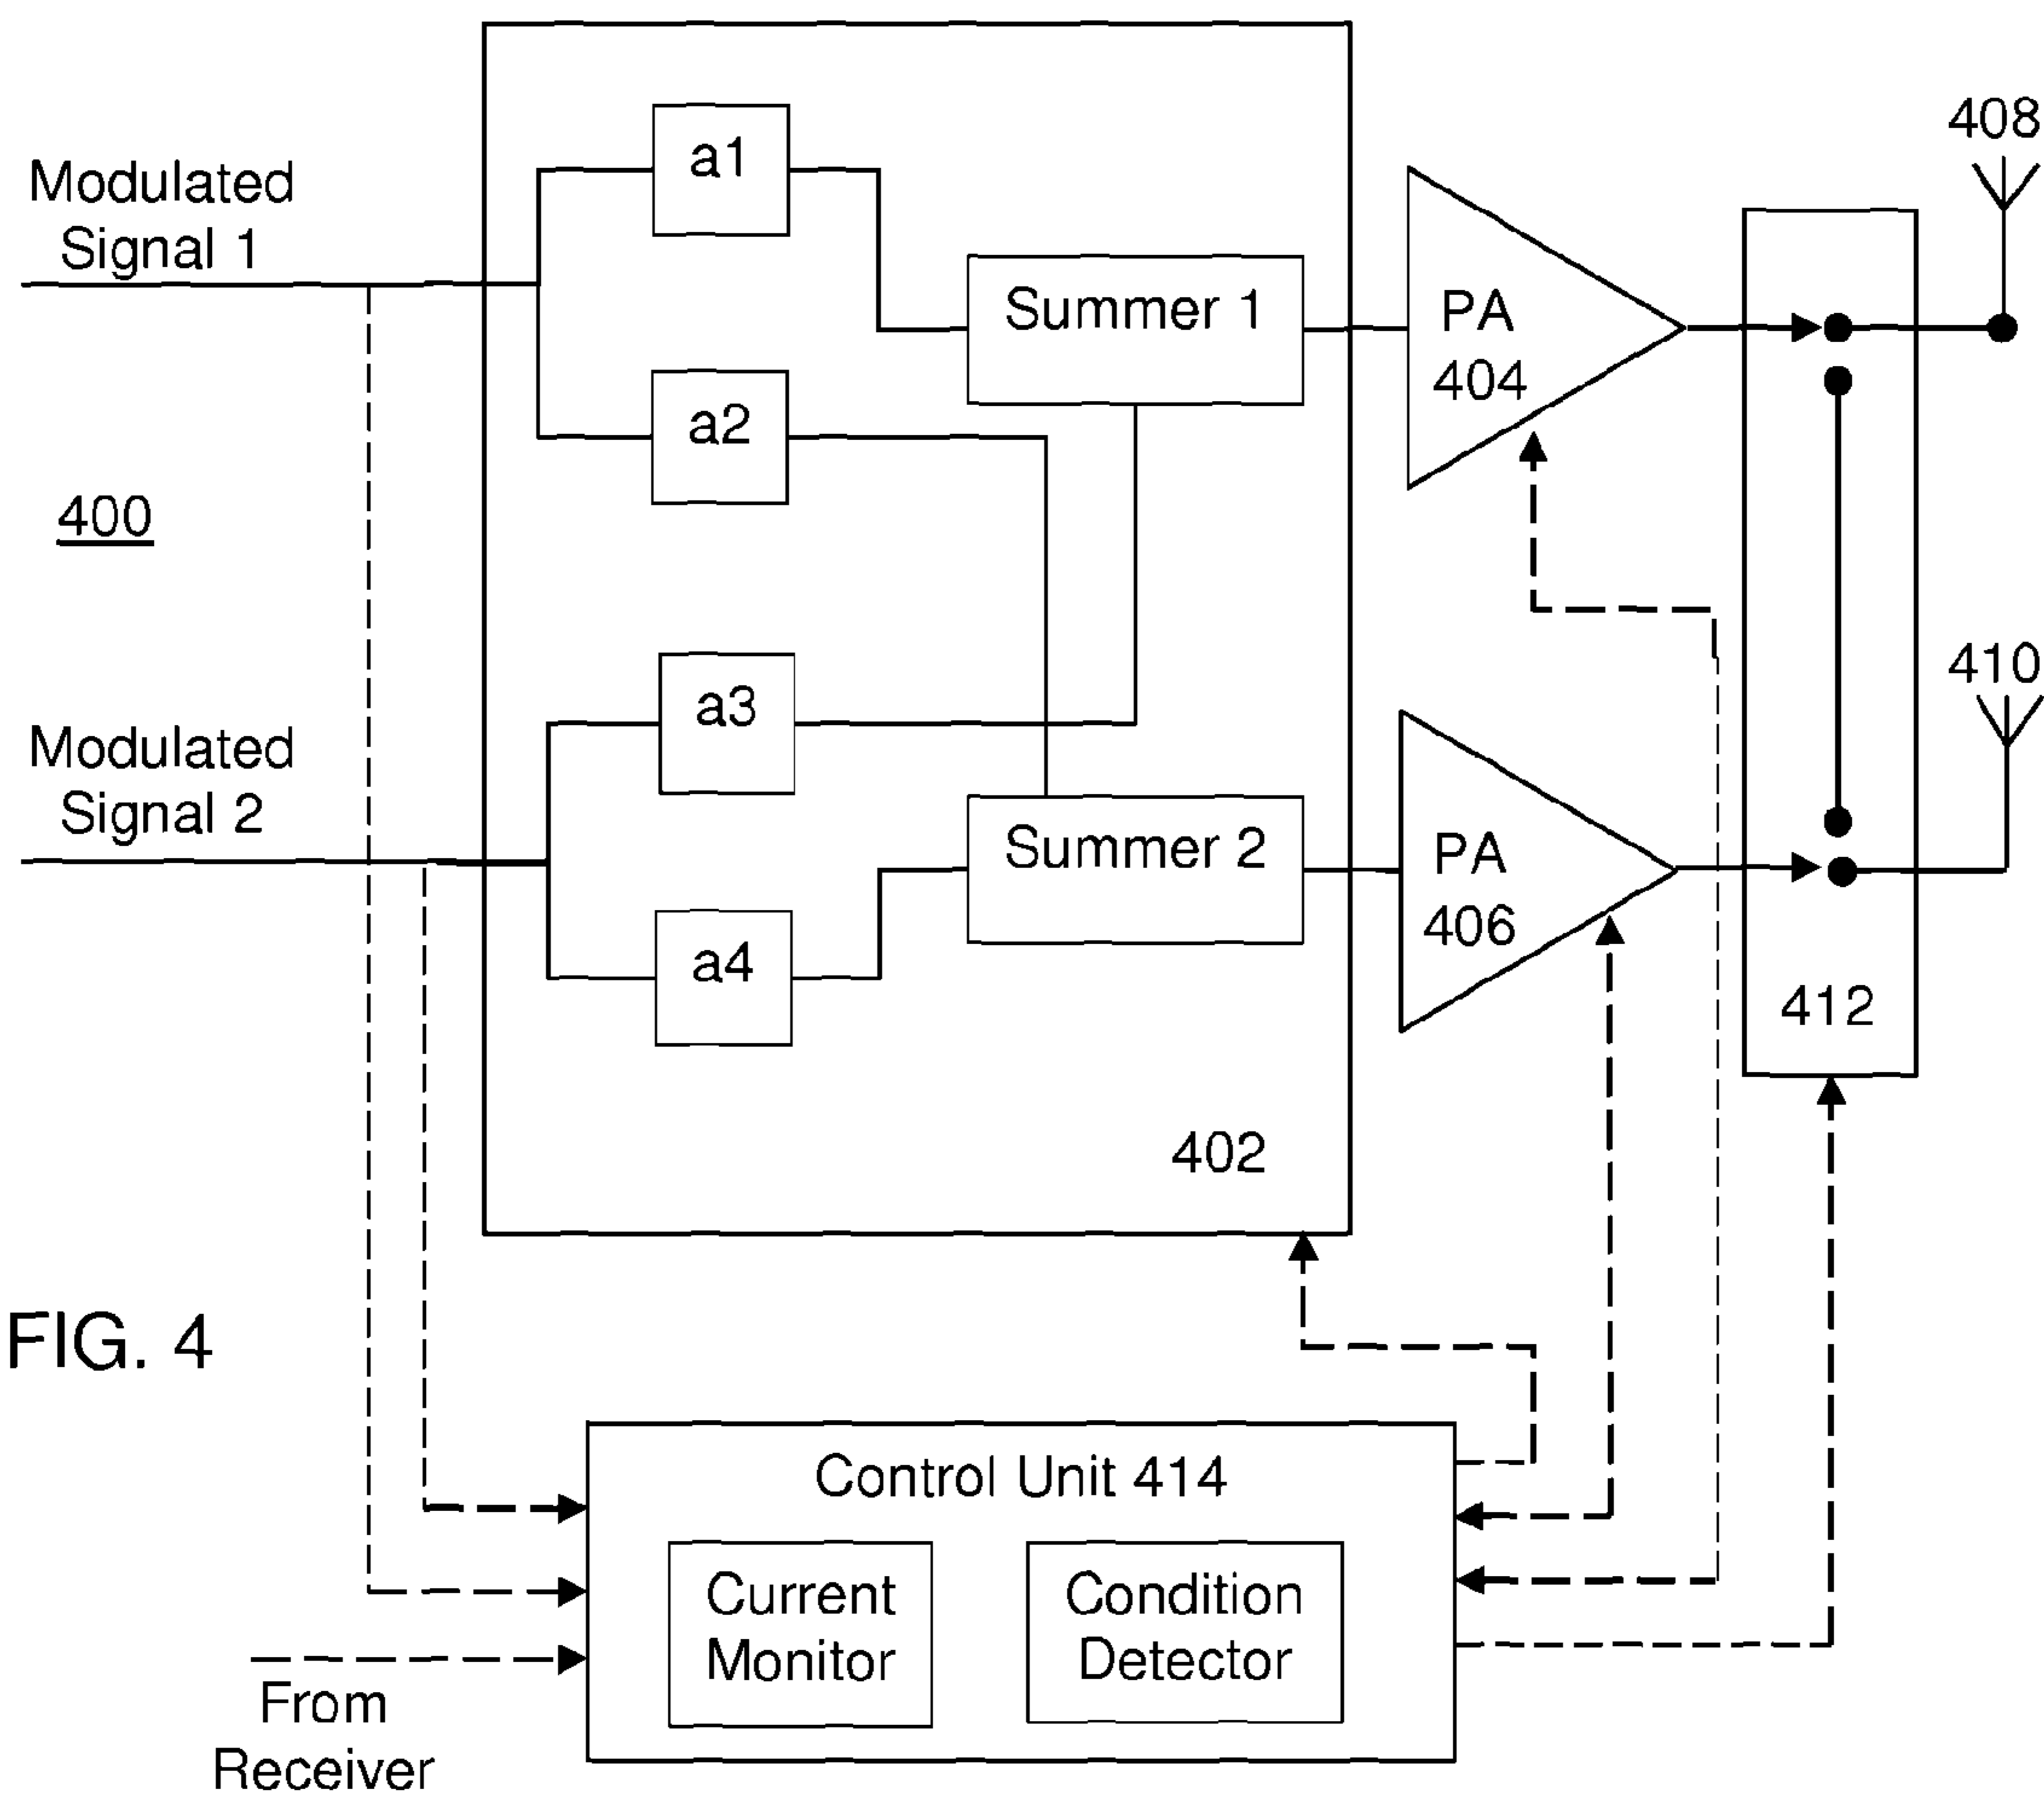 408
Modulated
Signal 1
a1
Summer 1
PA
404
a2
400
410
a3
Modulated
Signal 2
Summer 2
PA
406
a4
412
402
FIG. 4
Control Unit 414
Current
Monitor
Condition
Detector
From
Receiver